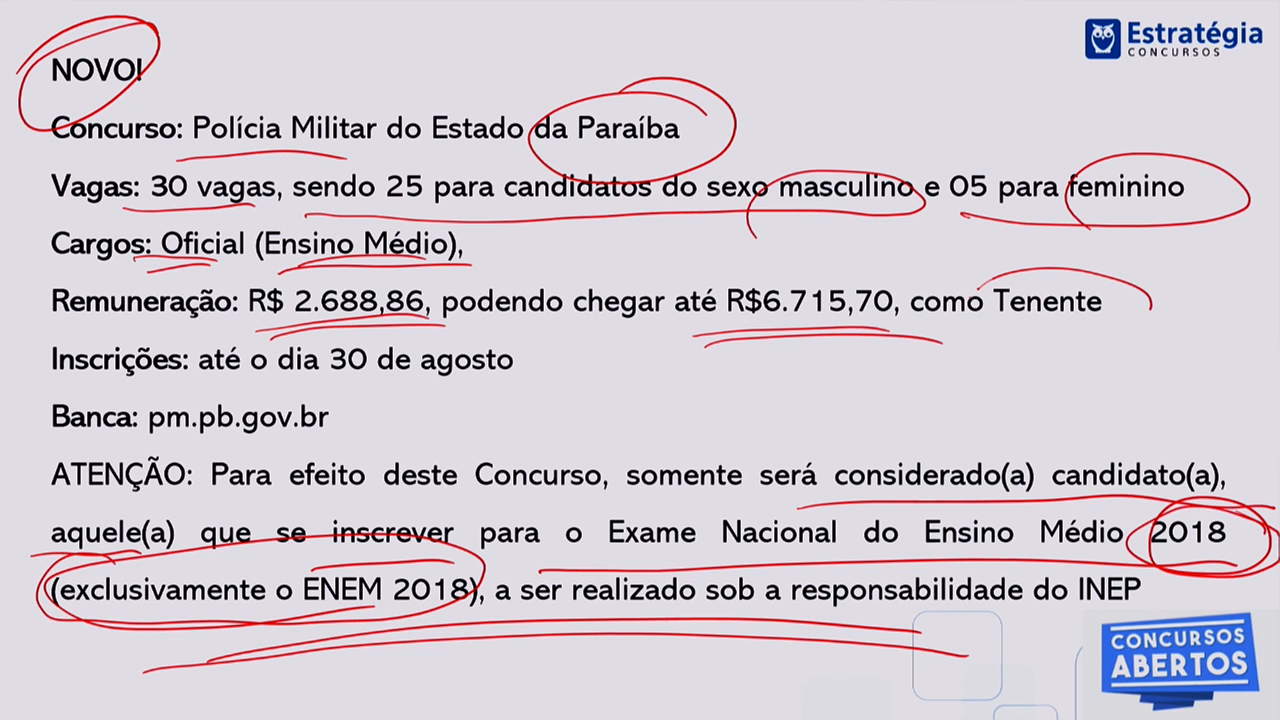 Estratégia
CONCURSOS
NOVO!
Concurso: Polícia Militar do Estado da Paraíba
Vagas: 30 vagas, sendo 25 para candidatos do sexo masculino e 05 para feminino
Cargos: Oficial (Ensino Médio),
Remuneração: R$ 2.688,86, podendo chegar até R$6.715,70, como Tenente
Inscrições: até o dia 30 de agosto
Banca: pm.pb.gov.br
ATENÇÃO: Para efeito deste Concurso, somente será considerado(a) candidato(a),
aquele(a) que se inscrever para o Exame Nacional do Ensino Médio 2018
(exclusivamente o ENEM 2018), a ser realizado sob a responsabilidade do INEP
CONCURSOS
ABERTOS